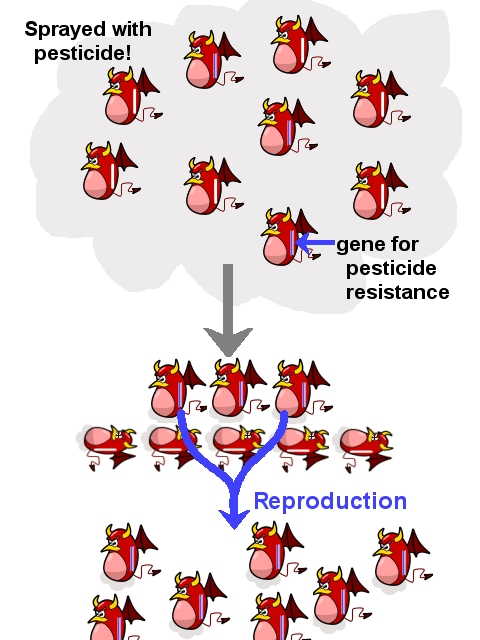 Sprayed with
pesticide!
gene for
pesticide
resistance
Reproduction